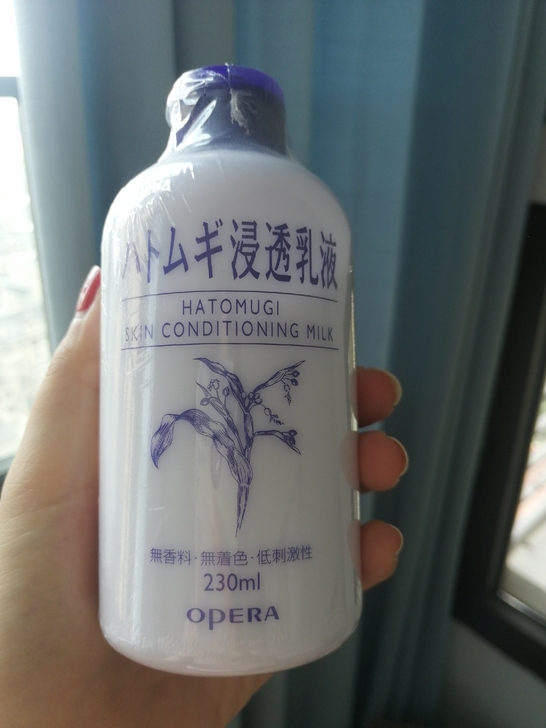 ハトムギ浸透乳液
HATOMUGI
SKIN CONDITIONING MILK
無香料·無着色·低刺激性
230ml
OPERA